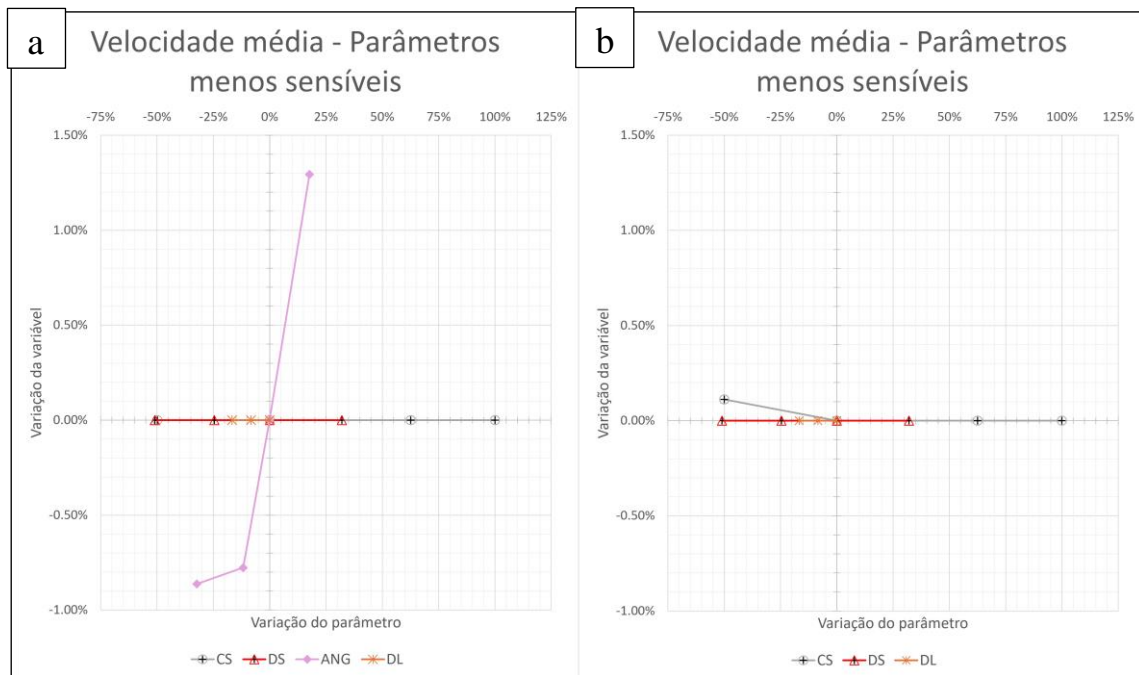 a
Velocidade média - Parâmetros
menos sensíveis
-75% -50% -25% 0% 25% 50% 75% 100% 125%
1.50%
1.00%
0.50%
0.00%
-0.50%
-1.00%
Variação da variável
Variação do parâmetro
CS DS ANG DL
b
Velocidade média - Parâmetros
menos sensíveis
-75% -50% -25% 0% 25% 50% 75% 100% 125%
1.50%
1.00%
0.50%
0.00%
-0.50%
-1.00%
Variação da variável
Variação do parâmetro
CS DS DL